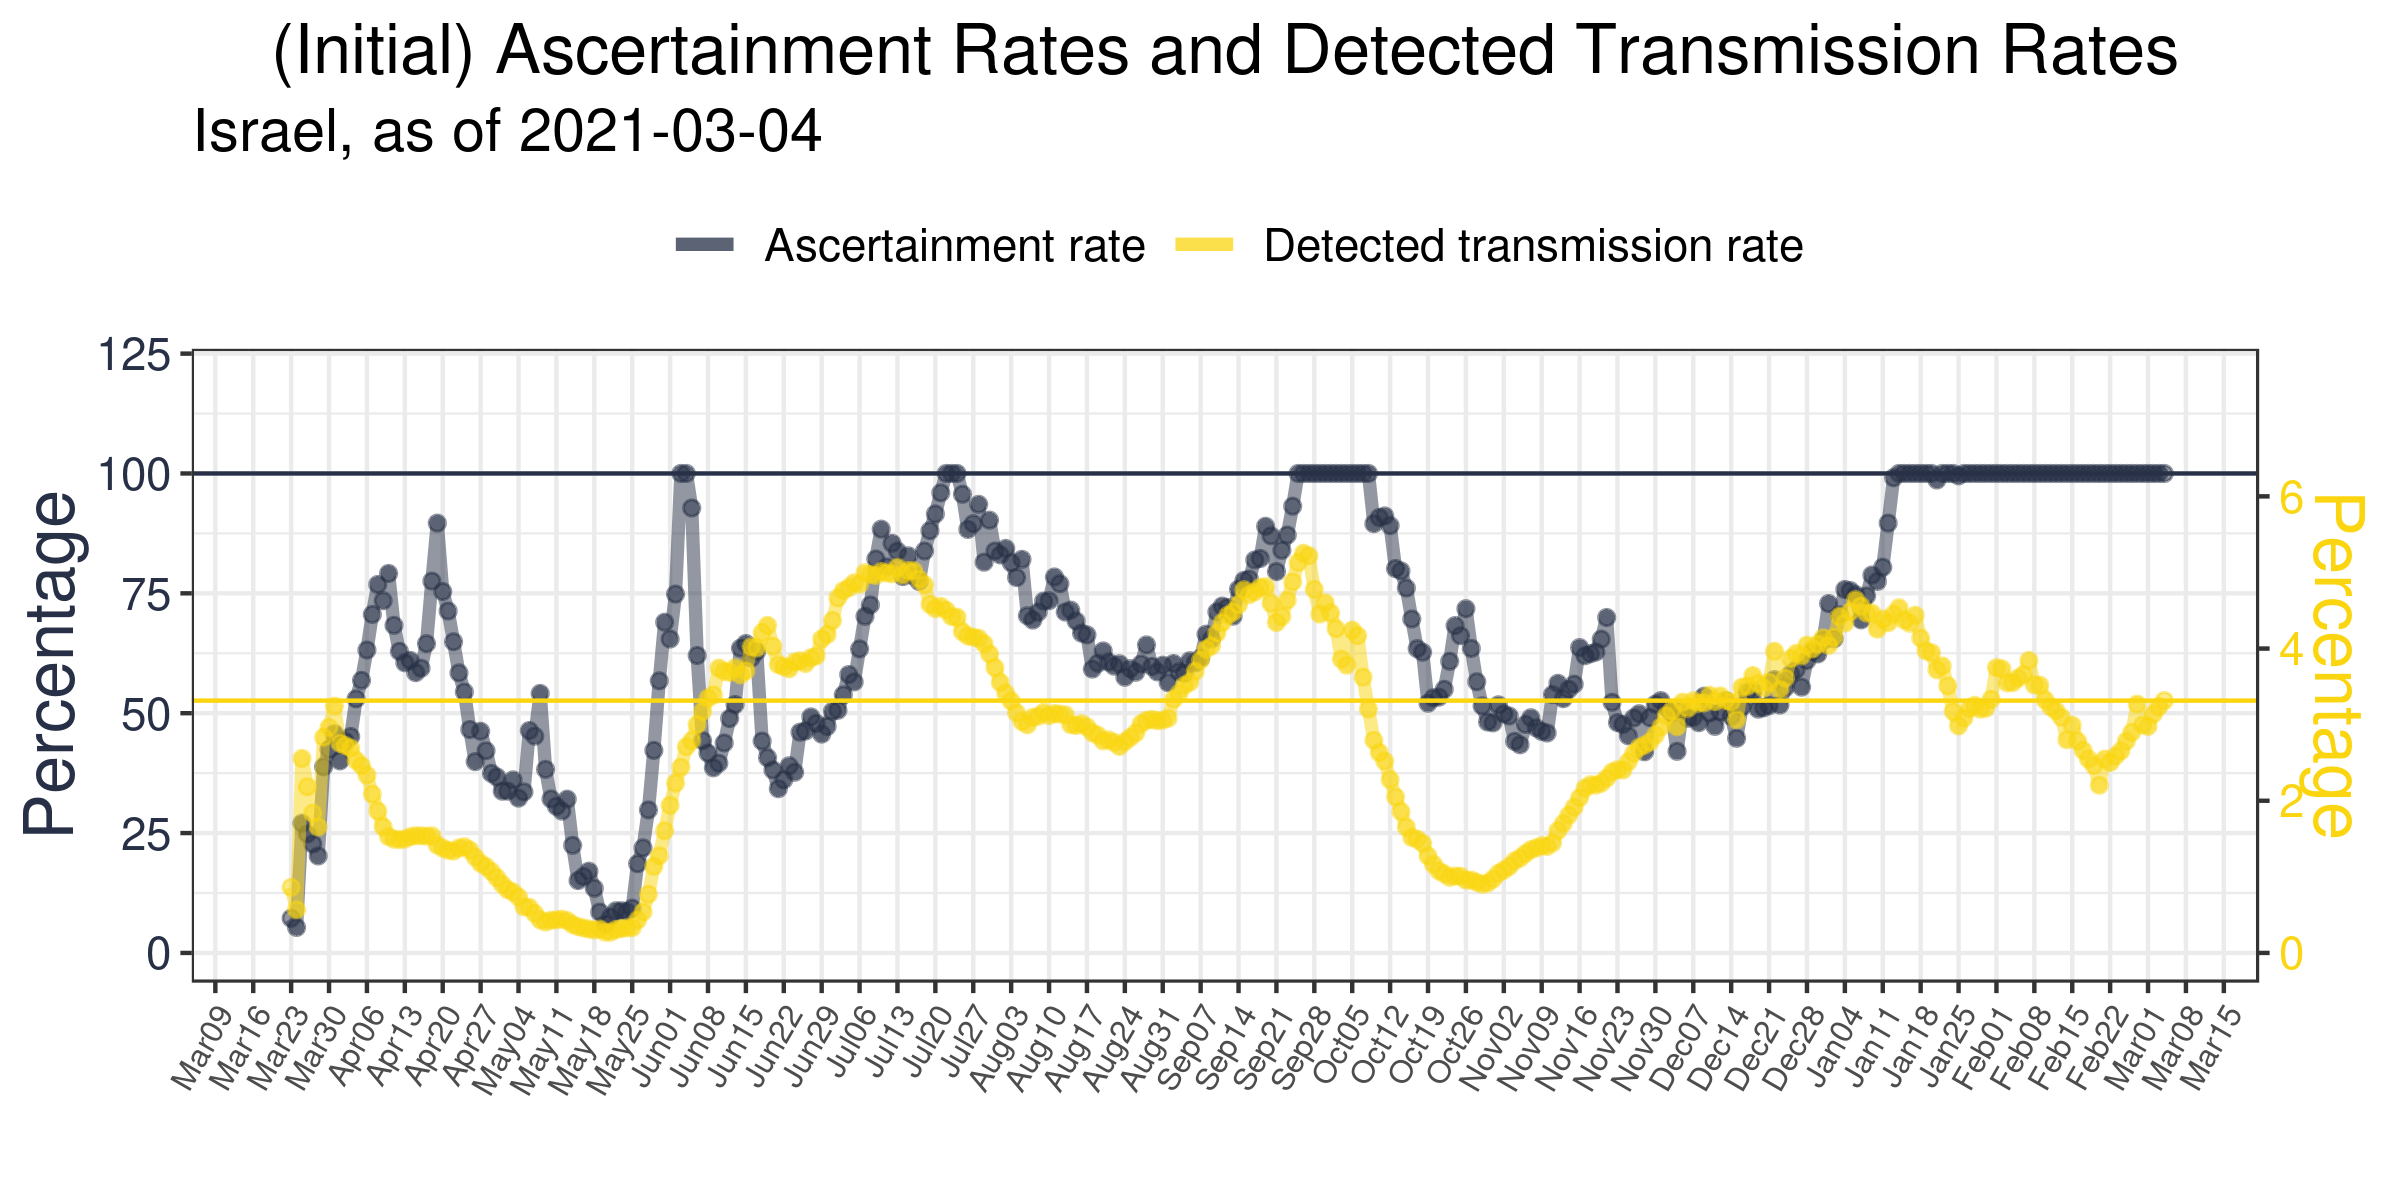 (Initial) Ascertainment Rates and Detected Transmission Rates
Israel, as of 2021-03-04
Ascertainment rate Detected transmission rate
Percentage
125
100
75
50
25
0
6
4
2
0
Percentage
Mar09 Mar16 Mar23 Mar30 Apr06 Apr13 Apr20 Apr27 May04 May11 May18 May25 Jun01 Jun08 Jun15 Jun22 Jun29 Jul06 Jul13 Jul20 Jul27 Aug03 Aug10 Aug17 Aug24 Aug31 Sep07 Sep14 Sep21 Sep28 Oct05 Oct12 Oct19 Oct26 Nov02 Nov09 Nov16 Nov23 Nov30 Dec07 Dec14 Dec21 Dec28 Jan04 Jan11 Jan18 Jan25 Feb01 Feb08 Feb15 Feb22 Mar01 Mar08 Mar15